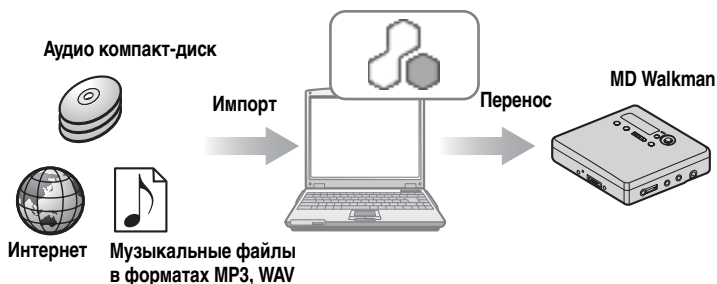 Аудио компакт-диск
Импорт
Перенос
MD Walkman
Интернет
Музыкальные файлы
в форматах MP3, WAV